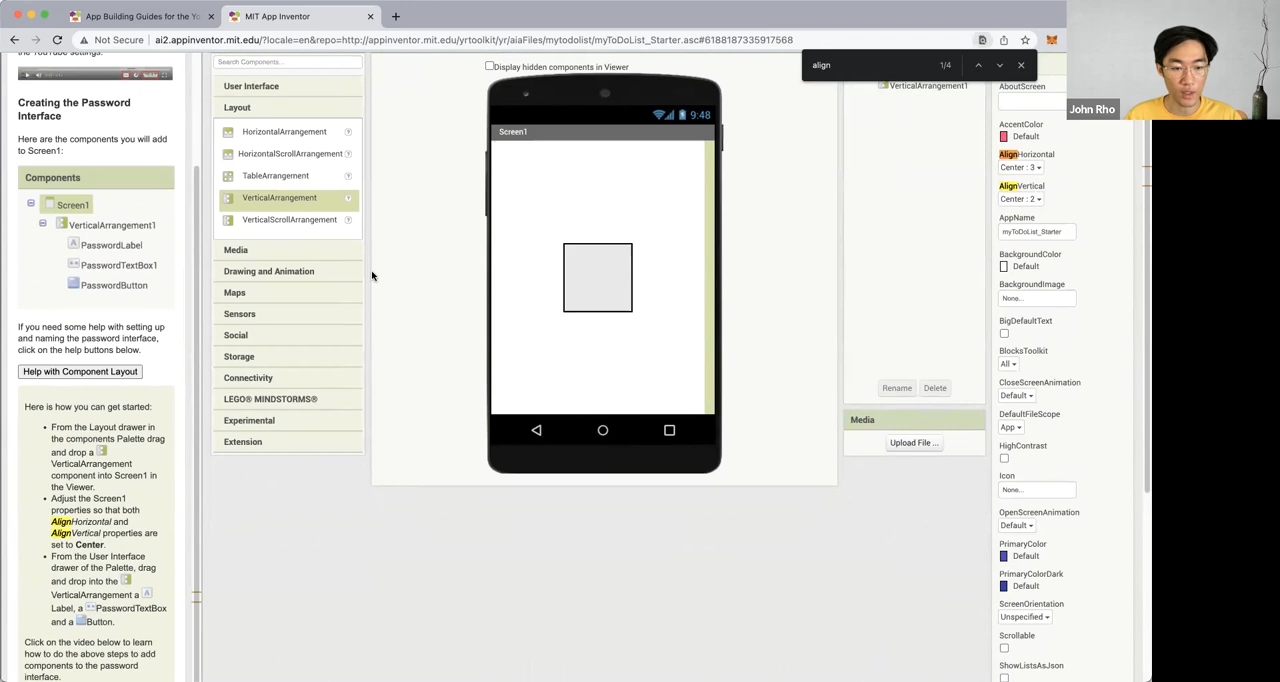 App Building Guides for the Yo
MIT App Inventor
Not Secure
ai2.appinventor.mit.edu/?locale=en&repo=http://appinventor.mit.edu/yrtoolkit/yr/aiaFiles/mytodolist/myToDoList_Starter.asc#6188187335917568
align
1/4
John Rho
the YouTube settings.
Creating the Password
Interface
Here are the components you will add
to Screen1:
Components
Screen1
VerticalArrangement1
PasswordLabel
PasswordTextBox1
PasswordButton
If you need some help with setting up
and naming the password interface,
click on the help buttons below.
Help with Component Layout
Here is how you can get started:
• From the Layout drawer in
the components Palette drag
and drop a
VerticalArrangement
component into Screen1 in
the Viewer.
• Adjust the Screen1
properties so that both
AlignHorizontal and
AlignVertical properties are
set to Center.
• From the User Interface
drawer of the Palette, drag
and drop into the
VerticalArrangement a
Label, a PasswordTextBox
and a Button.
Click on the video below to learn
how to do the above steps to add
components to the password
interface.
Search Components...
User Interface
Layout
HorizontalArrangement
?
HorizontalScrollArrangement
?
TableArrangement
?
VerticalArrangement
?
VerticalScrollArrangement
?
Media
Drawing and Animation
Maps
Sensors
Social
Storage
Connectivity
LEGO® MINDSTORMS®
Experimental
Extension
Display hidden components in Viewer
9:48
Screen1
VerticalArrangement1
Rename
Delete
Media
Upload File ...
AboutScreen
AccentColor
Default
AlignHorizontal
Center : 3
AlignVertical
Center : 2
AppName
myToDoList_Starter
BackgroundColor
Default
BackgroundImage
None...
BigDefaultText
BlocksToolkit
All
CloseScreenAnimation
Default
DefaultFileScope
App
HighContrast
Icon
None...
OpenScreenAnimation
Default
PrimaryColor
Default
PrimaryColorDark
Default
ScreenOrientation
Unspecified
Scrollable
ShowListsAsJson